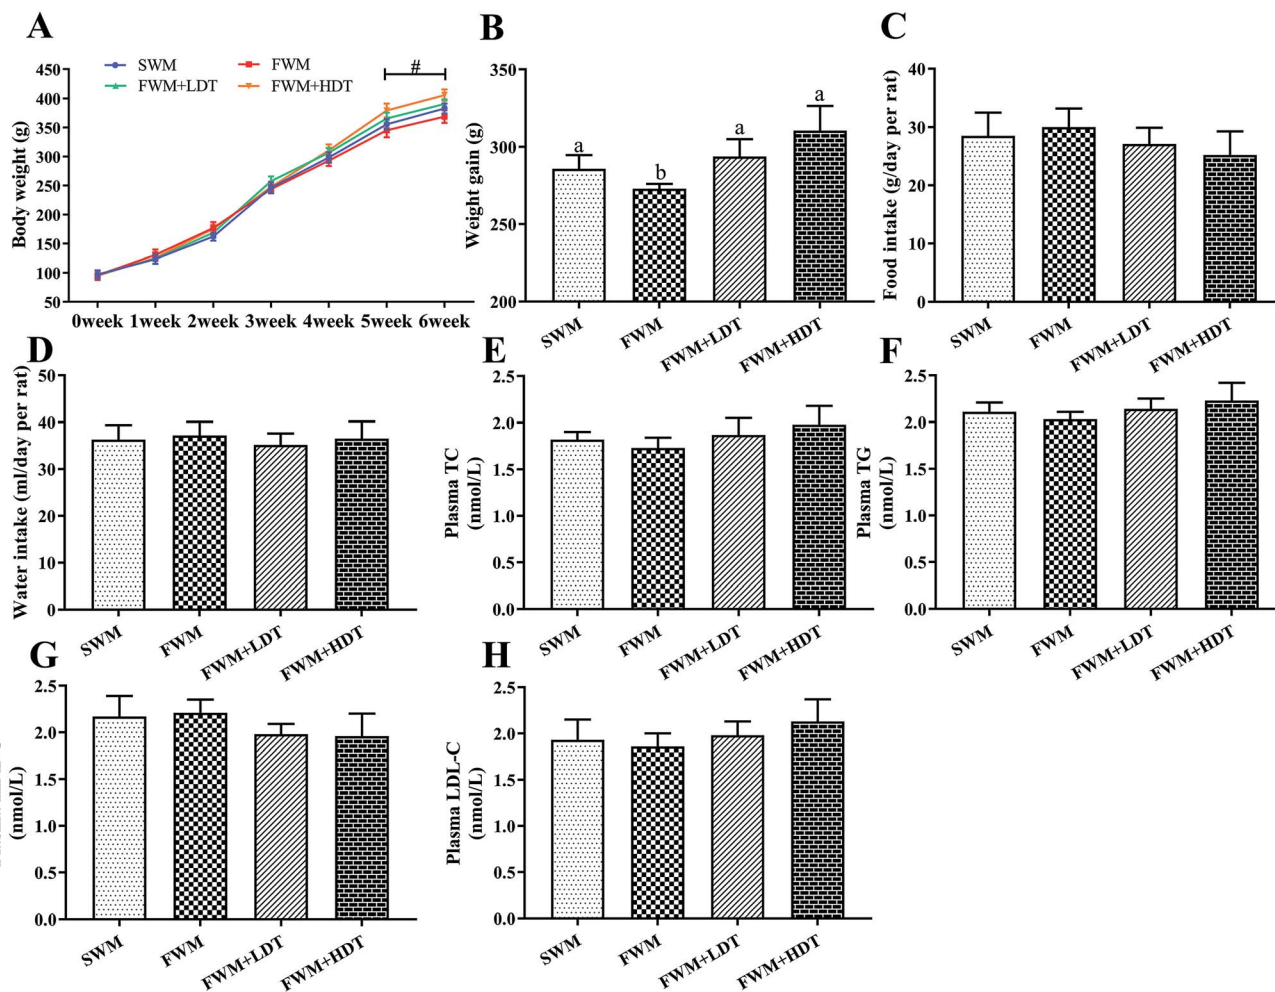 A
SWM
FWM
FWM+LDT
FWM+HDT
#
Body weight (g)
450
400
350
300
250
200
150
100
50
0week 1week 2week 3week 4week 5week 6week
B
Weight gain (g)
350
300
250
200
a
b
a
a
SWM
FWM
FWM+LDT
FWM+HDT
C
Food intake (g/day per rat)
40
30
20
10
0
SWM
FWM
FWM+LDT
FWM+HDT
D
Water intake (ml/day per rat)
50
40
30
20
10
0
SWM
FWM
FWM+LDT
FWM+HDT
E
Plasma TC
(nmol/L)
2.5
2.0
1.5
1.0
0.5
0.0
SWM
FWM
FWM+LDT
FWM+HDT
F
Plasma TG
(nmol/L)
2.5
2.0
1.5
1.0
0.5
0.0
SWM
FWM
FWM+LDT
FWM+HDT
G
(nmol/L)
2.5
2.0
1.5
1.0
0.5
0.0
SWM
FWM
FWM+LDT
FWM+HDT
H
Plasma LDL-C
(nmol/L)
2.5
2.0
1.5
1.0
0.5
0.0
SWM
FWM
FWM+LDT
FWM+HDT